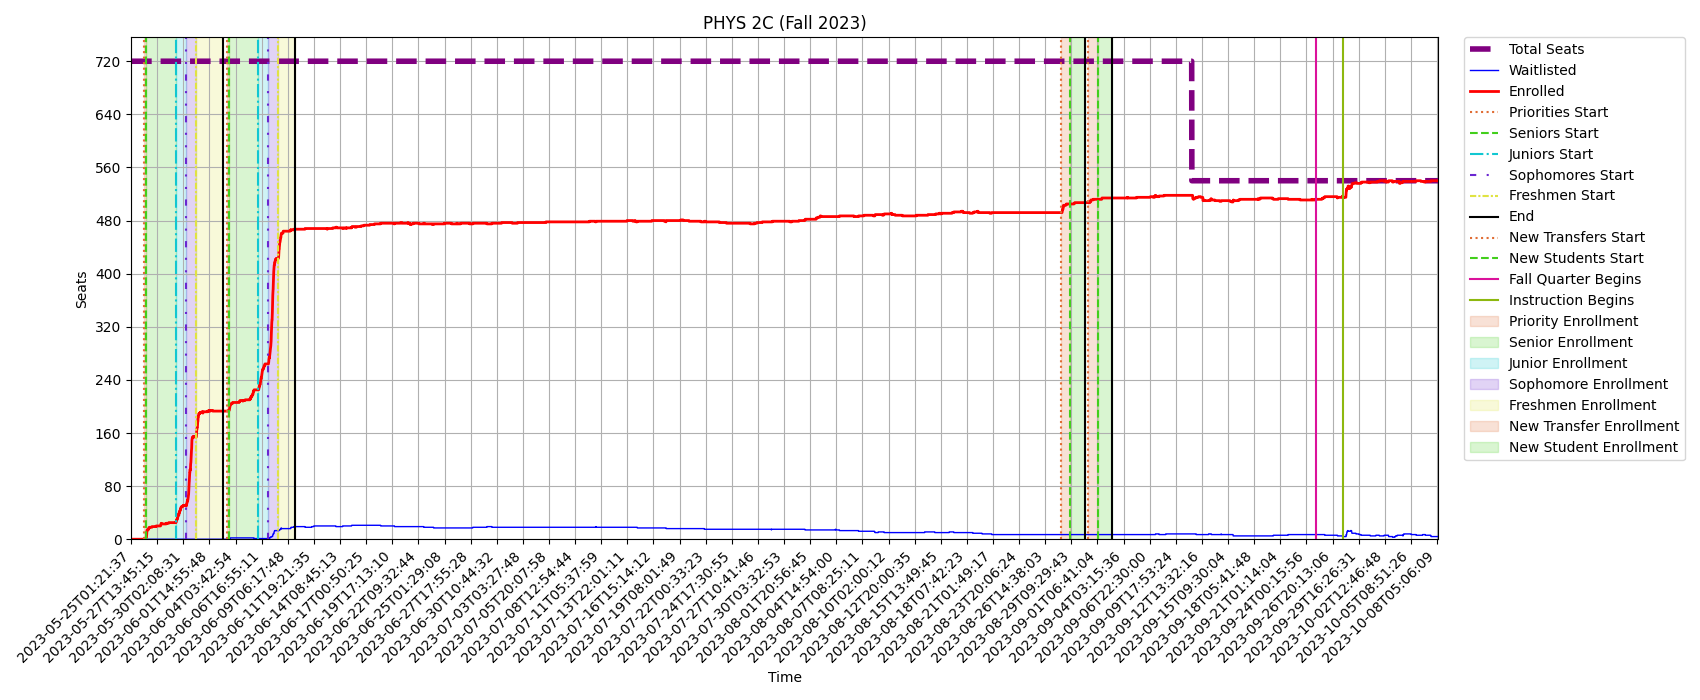 PHYS 2C (Fall 2023)
Seats
720
640
560
480
400
320
240
160
80
0
2023-05-25T01:21:37
2023-05-27T13:45:15
2023-05-30T02:08:31
2023-06-01T14:55:48
2023-06-04T03:42:54
2023-06-06T16:55:11
2023-06-09T06:17:48
2023-06-11T19:21:35
2023-06-14T08:45:13
2023-06-17T00:50:25
2023-06-19T17:13:10
2023-06-22T09:32:44
2023-06-25T01:29:08
2023-06-27T17:55:28
2023-06-30T10:44:32
2023-07-03T03:27:48
2023-07-05T20:07:58
2023-07-08T12:54:44
2023-07-11T05:37:59
2023-07-13T22:01:11
2023-07-16T15:14:12
2023-07-19T08:01:49
2023-07-22T00:33:23
2023-07-24T17:30:55
2023-07-27T10:41:46
2023-07-30T03:32:53
2023-08-01T20:56:45
2023-08-04T14:54:00
2023-08-07T08:25:11
2023-08-10T02:00:12
2023-08-12T20:00:35
2023-08-15T13:49:45
2023-08-18T07:42:23
2023-08-21T01:49:17
2023-08-23T20:06:24
2023-08-26T14:38:03
2023-08-29T09:29:43
2023-09-01T06:41:04
2023-09-04T03:15:36
2023-09-06T22:30:00
2023-09-09T17:53:24
2023-09-12T13:32:16
2023-09-15T09:30:04
2023-09-18T05:41:48
2023-09-21T01:14:04
2023-09-24T00:15:56
2023-09-26T20:13:06
2023-09-29T16:26:31
2023-10-02T12:46:48
2023-10-05T08:51:26
2023-10-08T05:06:09
Time
Total Seats
Waitlisted
Enrolled
Priorities Start
Seniors Start
Juniors Start
Sophomores Start
Freshmen Start
End
New Transfers Start
New Students Start
Fall Quarter Begins
Instruction Begins
Priority Enrollment
Senior Enrollment
Junior Enrollment
Sophomore Enrollment
Freshmen Enrollment
New Transfer Enrollment
New Student Enrollment